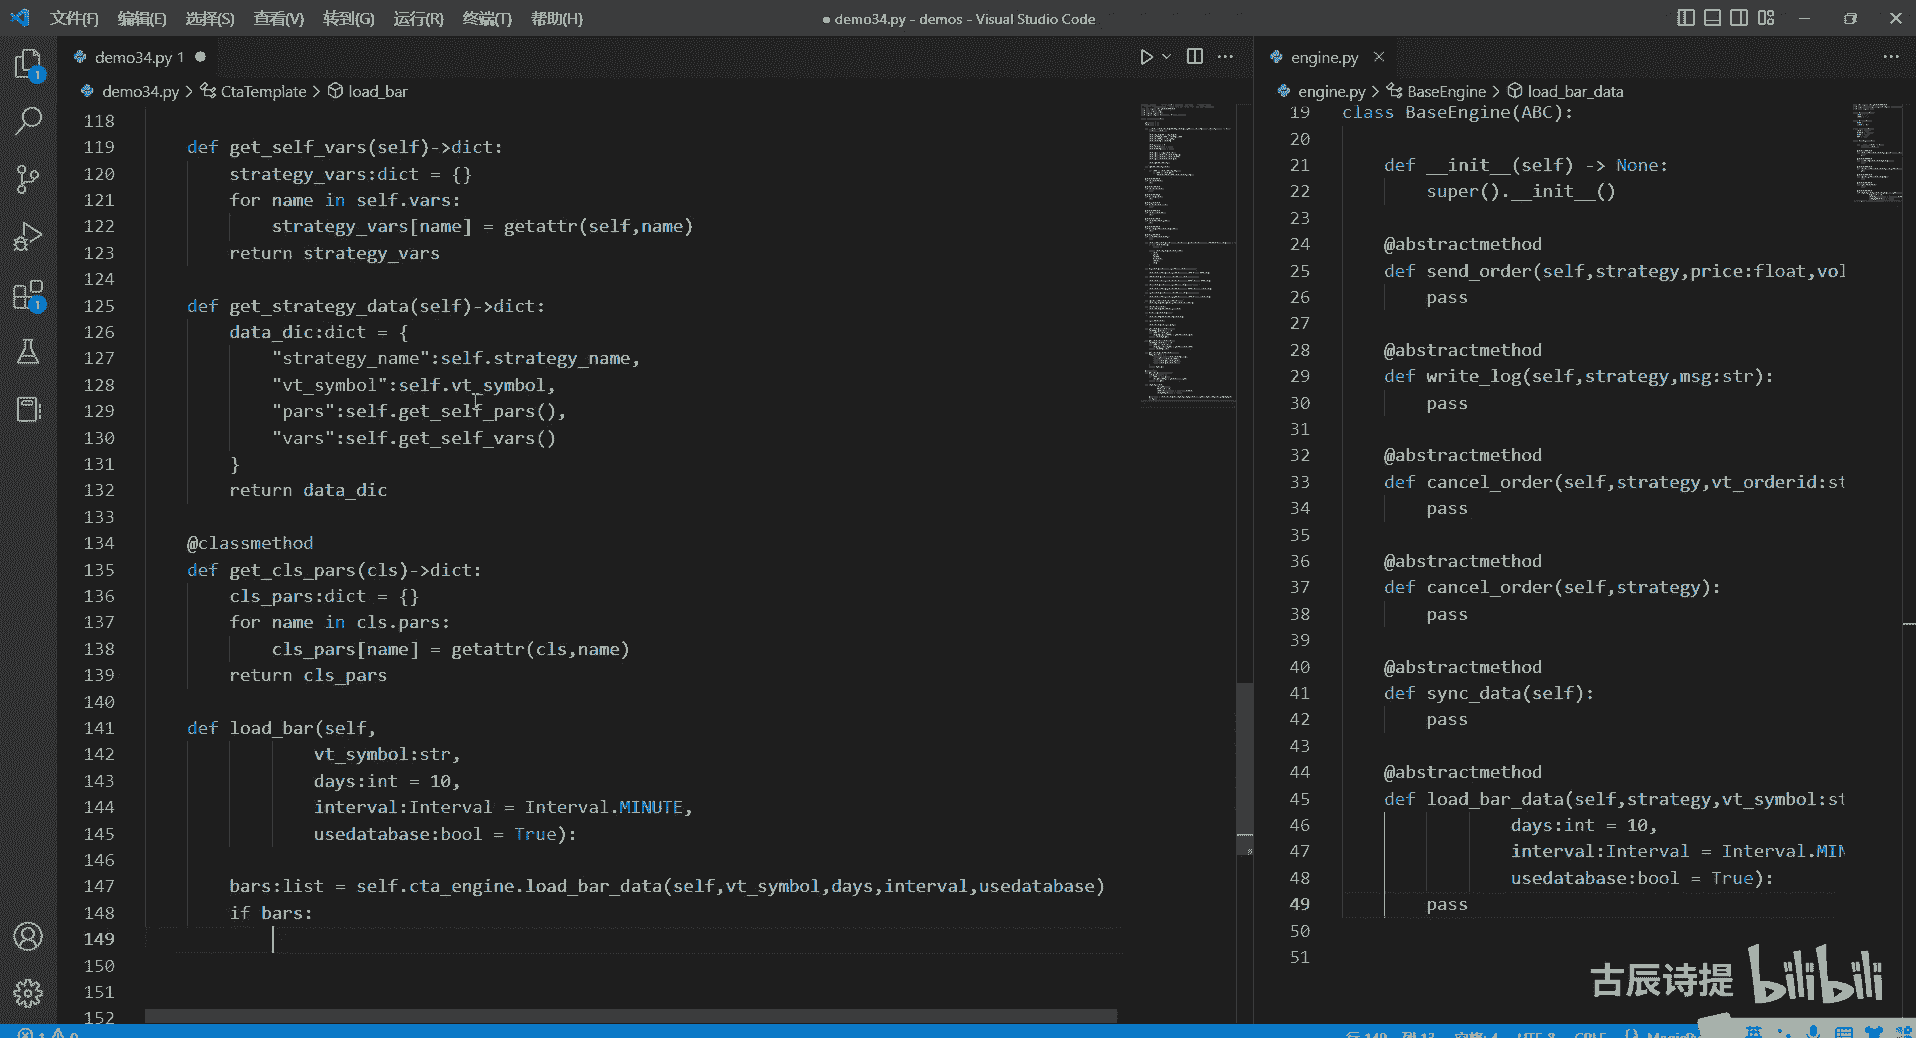 文件(F) 编辑(E) 选择(S) 查看(V) 转到(G) 运行(R) 终端(T) 帮助(H)
● demo34.py - demos - Visual Studio Code
demo34.py 1 ●
demo34.py > CtaTemplate > load_bar
118
119 def get_self_vars(self)->dict:
120 strategy_vars:dict = {}
121 for name in self.vars:
122 strategy_vars[name] = getattr(self,name)
123 return strategy_vars
124
125 def get_strategy_data(self)->dict:
126 data_dic:dict = {
127 "strategy_name":self.strategy_name,
128 "vt_symbol":self.vt_symbol,
129 "pars":self.get_self_pars(),
130 "vars":self.get_self_vars()
131 }
132 return data_dic
133
134 @classmethod
135 def get_cls_pars(cls)->dict:
136 cls_pars:dict = {}
137 for name in cls.pars:
138 cls_pars[name] = getattr(cls,name)
139 return cls_pars
140
141 def load_bar(self,
142 vt_symbol:str,
143 days:int = 10,
144 interval:Interval = Interval.MINUTE,
145 usedatabase:bool = True):
146
147 bars:list = self.cta_engine.load_bar_data(self,vt_symbol,days,interval,usedatabase)
148 if bars:
149
150
151
152
engine.py
engine.py > BaseEngine > load_bar_data
19 class BaseEngine(ABC):
20
21 def __init__(self) -> None:
22 super().__init__()
23
24 @abstractmethod
25 def send_order(self,strategy,price:float,vol
26 pass
27
28 @abstractmethod
29 def write_log(self,strategy,msg:str):
30 pass
31
32 @abstractmethod
33 def cancel_order(self,strategy,vt_orderid:st
34 pass
35
36 @abstractmethod
37 def cancel_order(self,strategy):
38 pass
39
40 @abstractmethod
41 def sync_data(self):
42 pass
43
44 @abstractmethod
45 def load_bar_data(self,strategy,vt_symbol:st
46 days:int = 10,
47 interval:Interval = Interval.MIN
48 usedatabase:bool = True):
49 pass
50
51
古辰诗提 bilibili